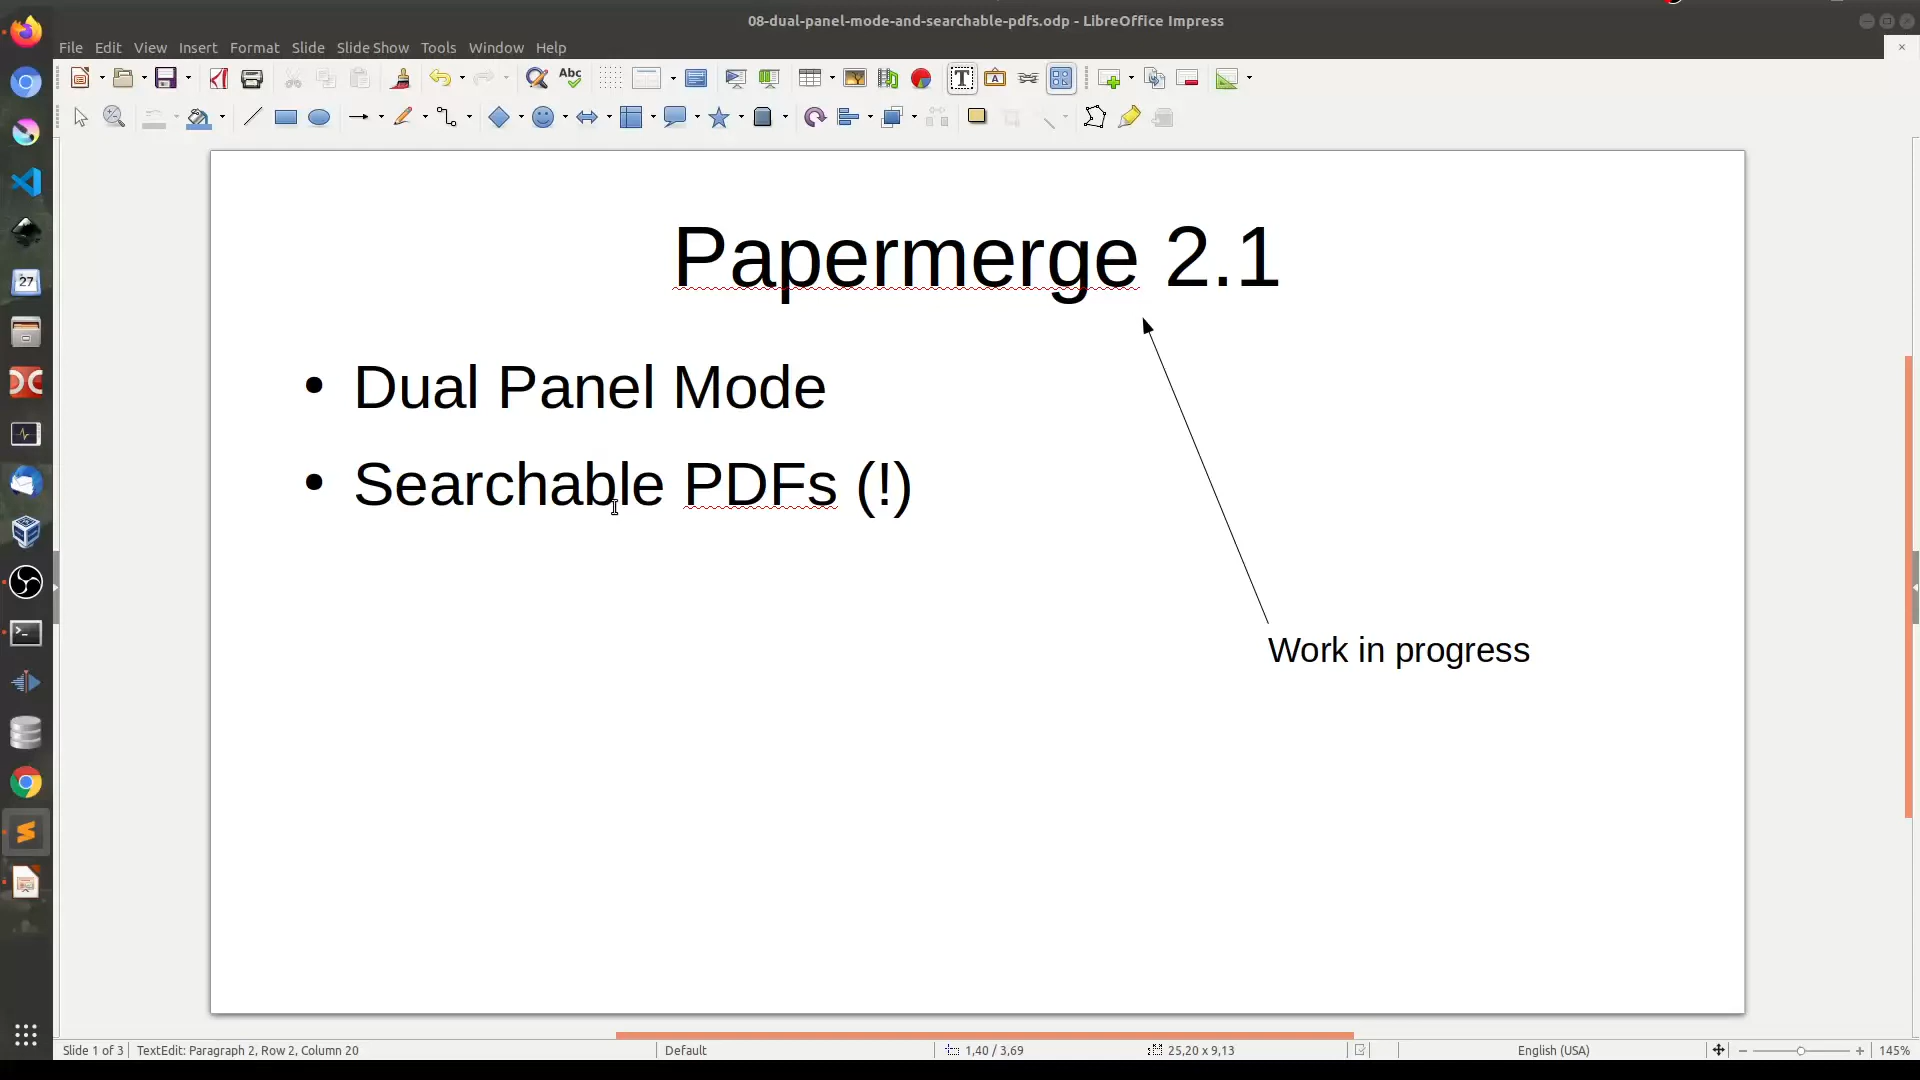 08-dual-panel-mode-and-searchable-pdfs.odp - LibreOffice Impress
File Edit View Insert Format Slide Slide Show Tools Window Help
Abc
T
A
27
Papermerge 2.1
• Dual Panel Mode
• Searchable PDFs (!)
Work in progress
Slide 1 of 3 TextEdit: Paragraph 2, Row 2, Column 20 Default 1,40 / 3,69 25,20 x 9,13 English (USA) 145%